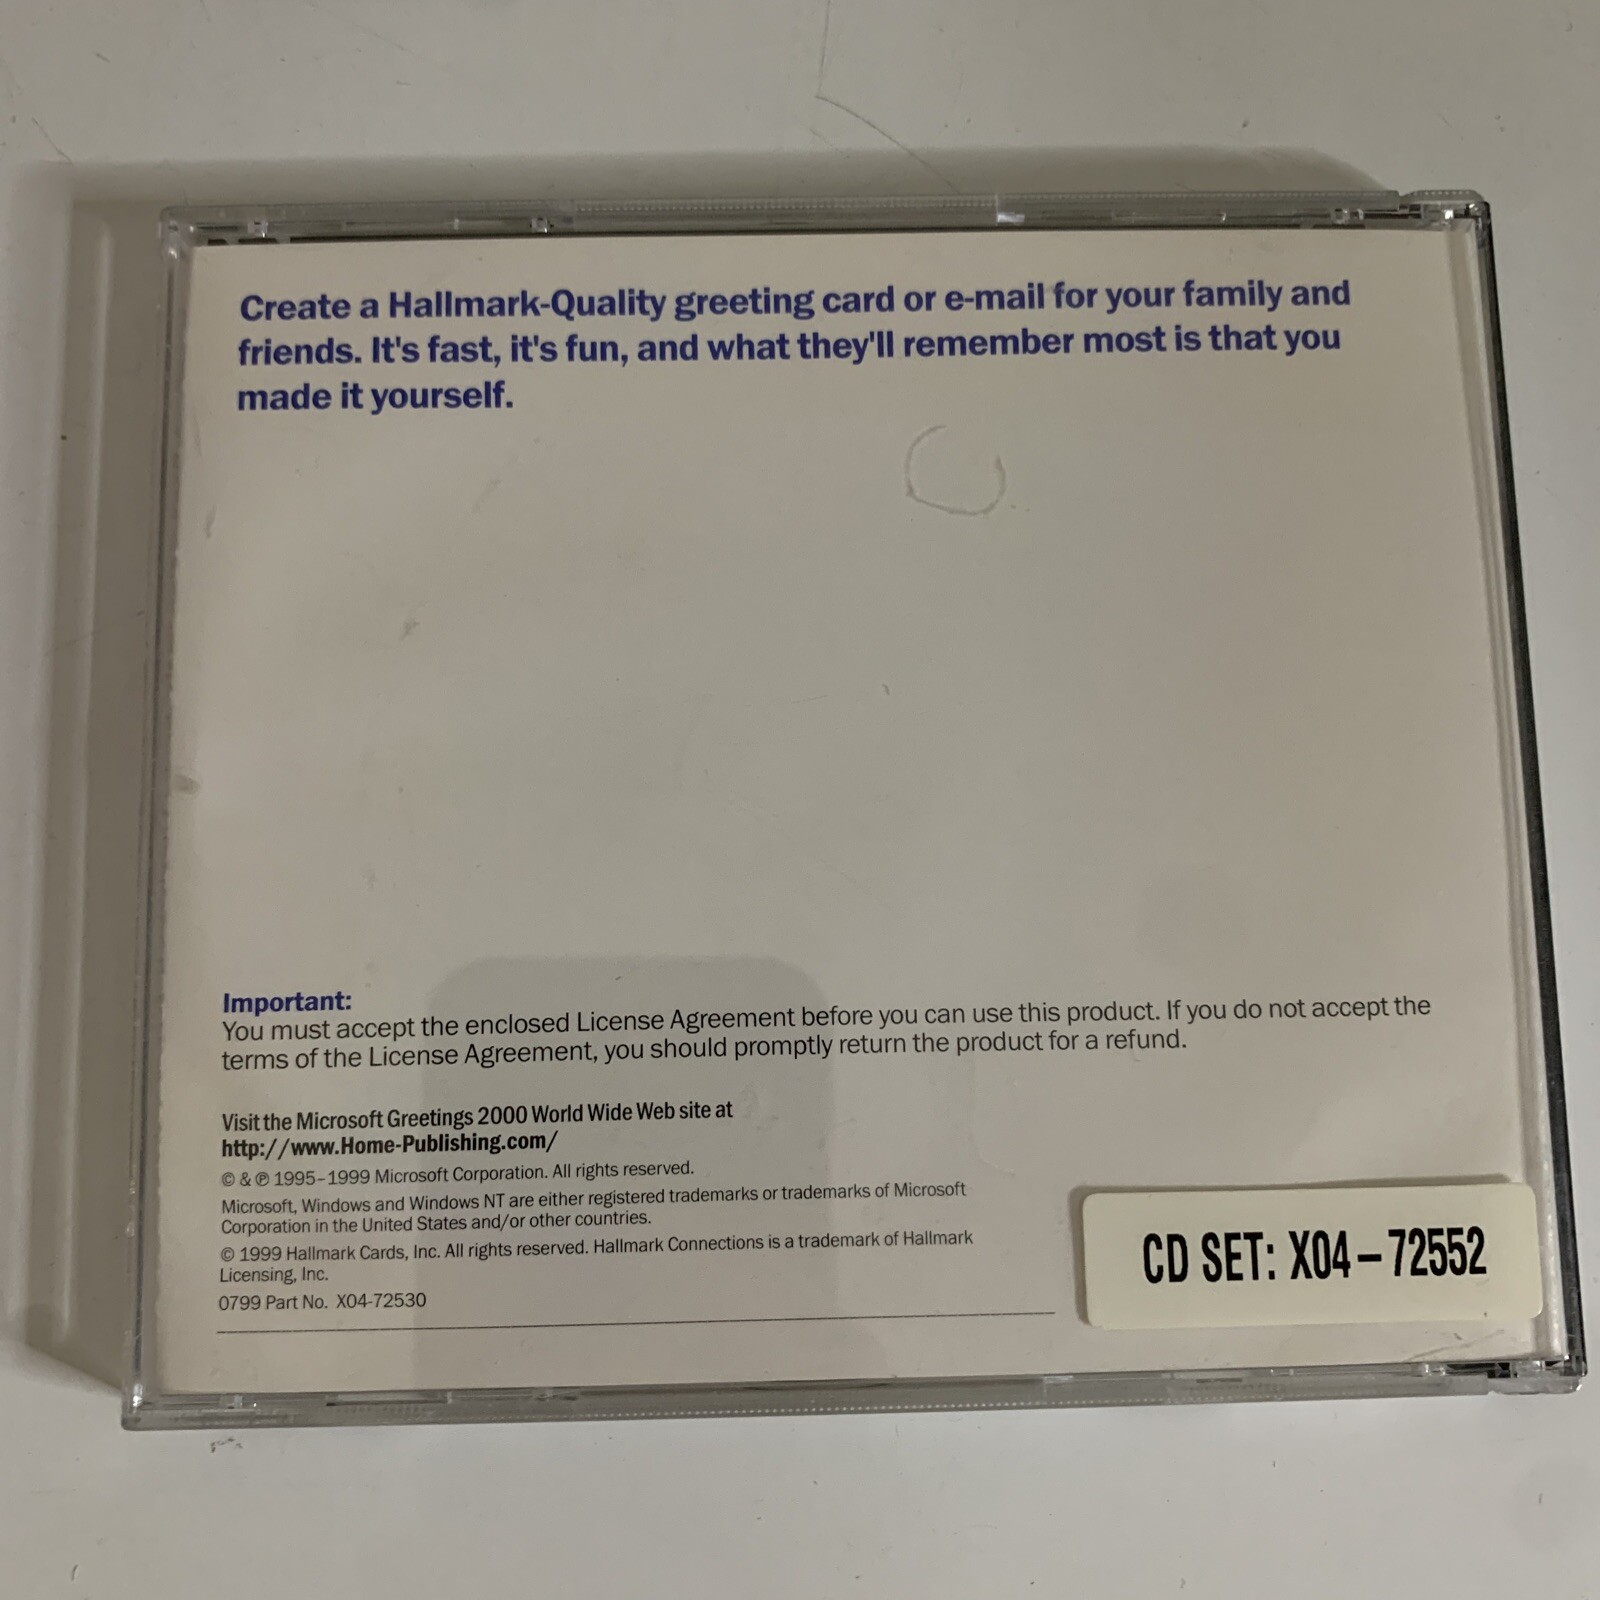 Create a Hallmark-Quality greeting card or e-mail for your family and
friends. It's fast, it's fun, and what they'll remember most is that you
made it yourself.
Important:
You must accept the enclosed License Agreement before you can use this product. If you do not accept the
terms of the License Agreement, you should promptly return the product for a refund.
Visit the Microsoft Greetings 2000 World Wide Web site at
http://www.Home-Publishing.com/
© & ℗ 1995–1999 Microsoft Corporation. All rights reserved.
Microsoft, Windows and Windows NT are either registered trademarks or trademarks of Microsoft
Corporation in the United States and/or other countries.
© 1999 Hallmark Cards, Inc. All rights reserved. Hallmark Connections is a trademark of Hallmark
Licensing, Inc.
0799 Part No. X04-72530
CD SET: X04–72552